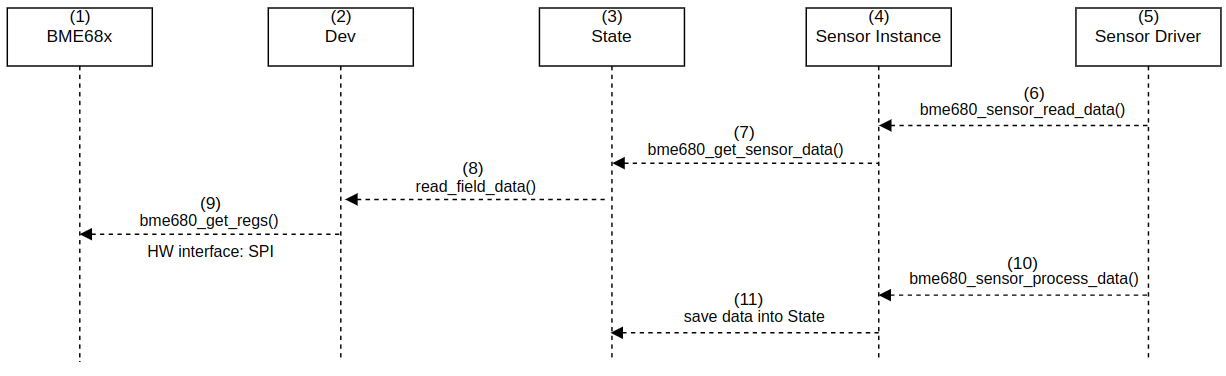 (1)
BME68x
(2)
Dev
(3)
State
(4)
Sensor Instance
(5)
Sensor Driver
(6)
bme680_sensor_read_data()
(7)
bme680_get_sensor_data()
(8)
read_field_data()
(9)
bme680_get_regs()
HW interface: SPI
(10)
bme680_sensor_process_data()
(11)
save data into State